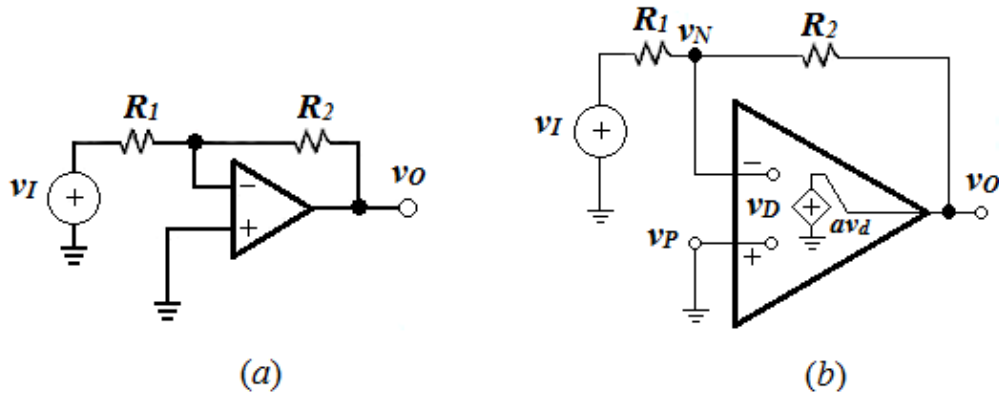 R1
R2
vI
−
+
+
vO
(a)
R1
vN
R2
vI
+
−
vD
+
avd
vP
+
vO
(b)